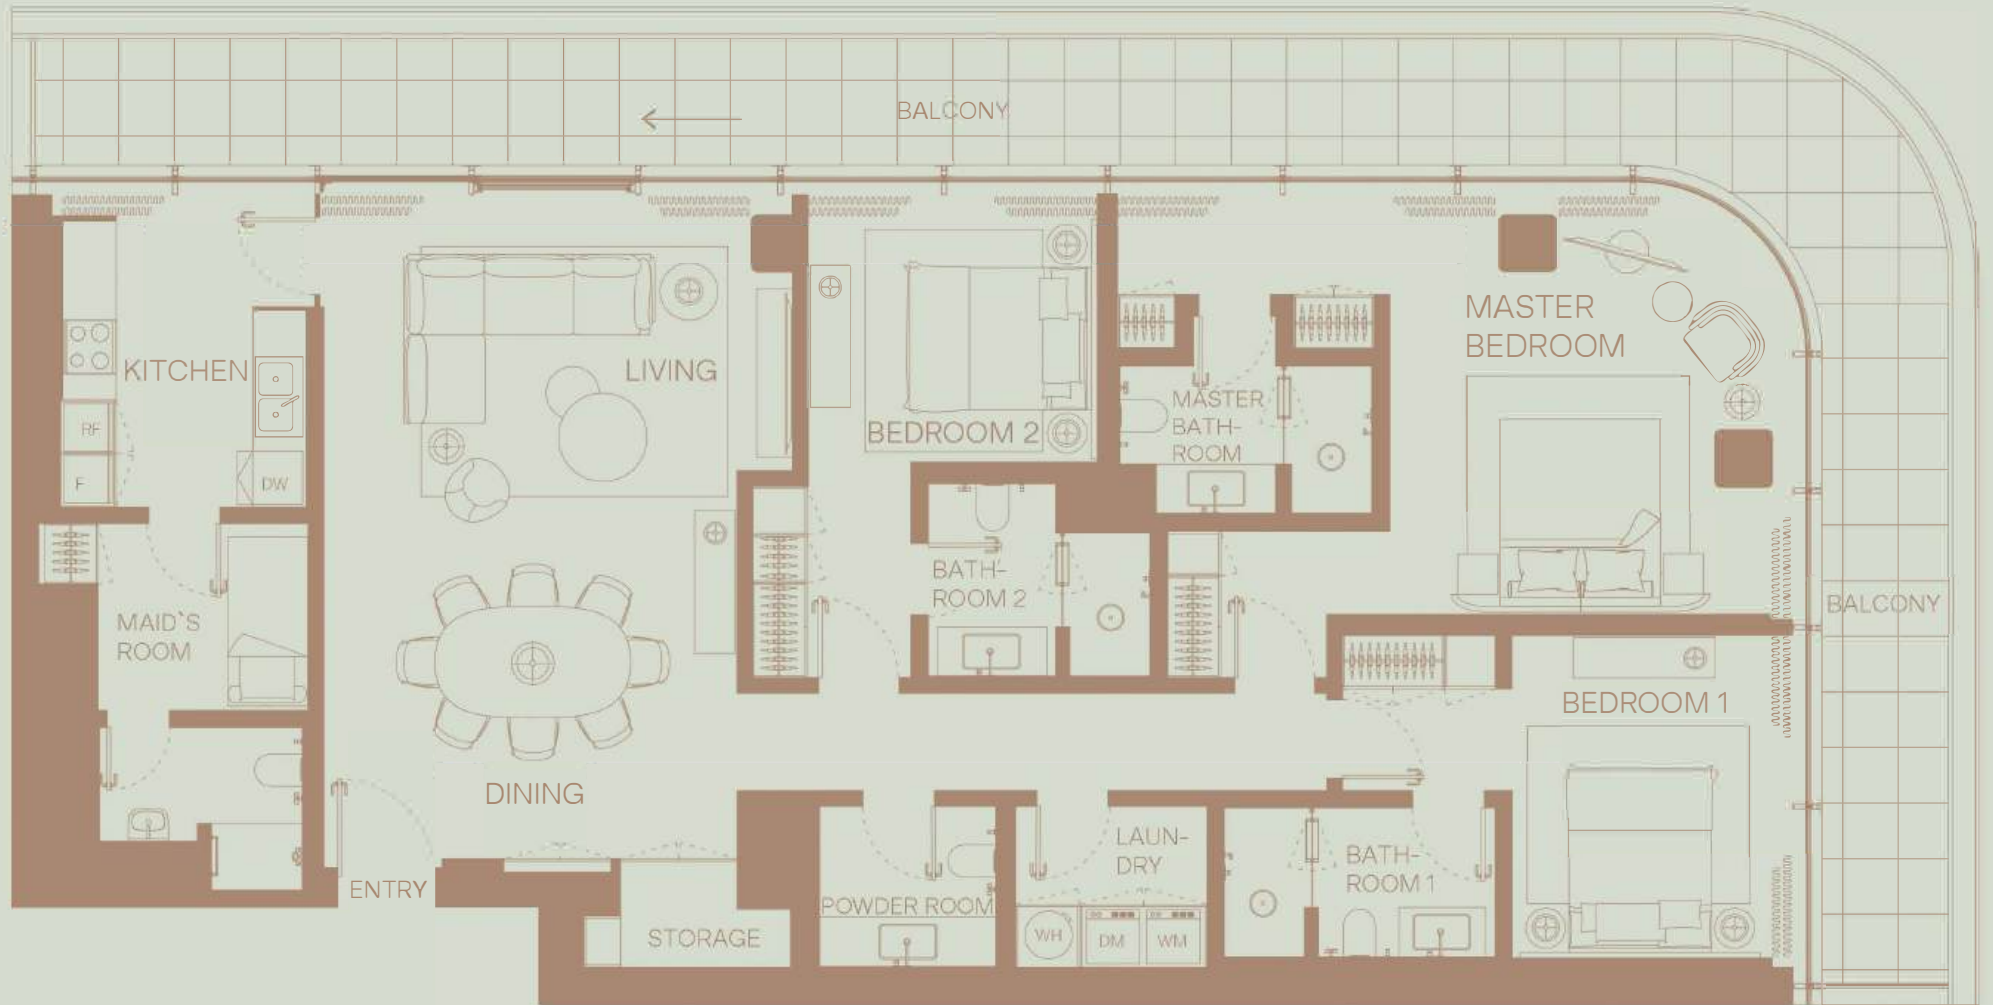 BALCONY
MASTER
BEDROOM
KITCHEN
LIVING
MASTER
BATH-
ROOM
RF
BEDROOM 2
F
DW
BATH-
ROOM 2
MAID`S
ROOM
BALCONY
BEDROOM 1
DINING
LAUN-
DRY
BATH-
ROOM 1
ENTRY
POWDER ROOM
STORAGE
WH
DM
WM